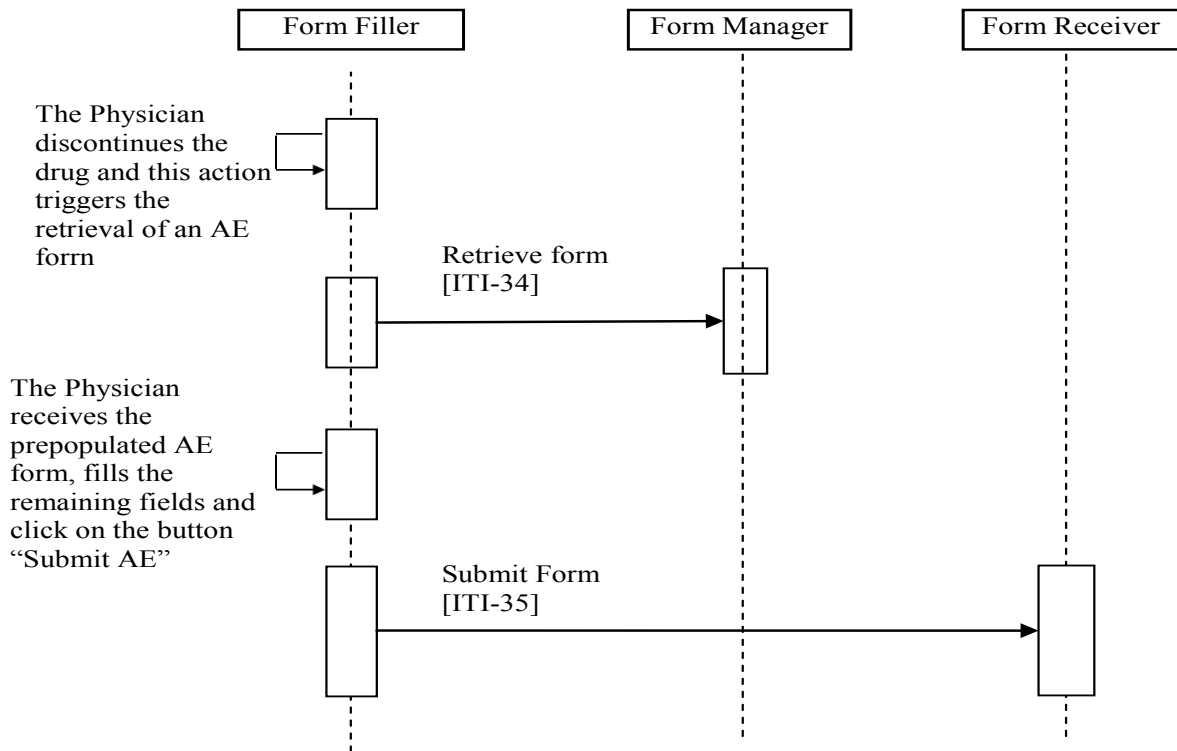 Form Filler
Form Manager
Form Receiver
The Physician
discontinues the
drug and this action
triggers the
retrieval of an AE
forrn
Retrieve form
[ITI-34]
The Physician
receives the
prepopulated AE
form, fills the
remaining fields and
click on the button
“Submit AE”
Submit Form
[ITI-35]